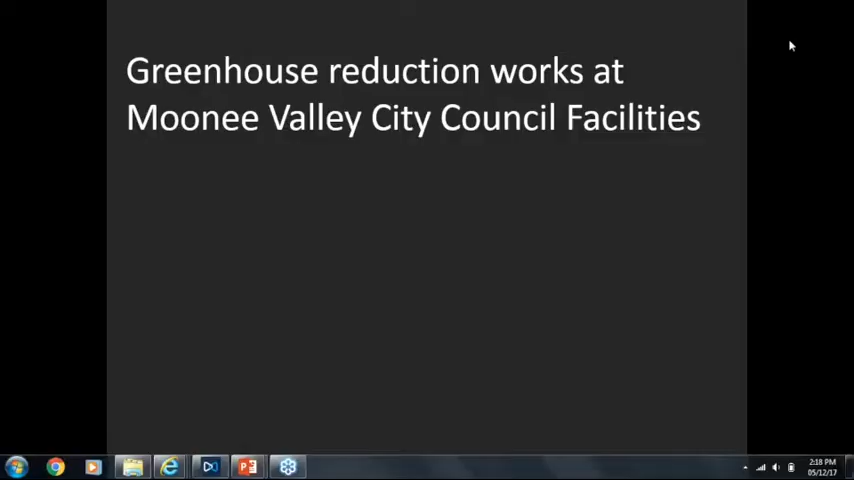 Greenhouse reduction works at
Moonee Valley City Council Facilities
2:18 PM
05/12/17